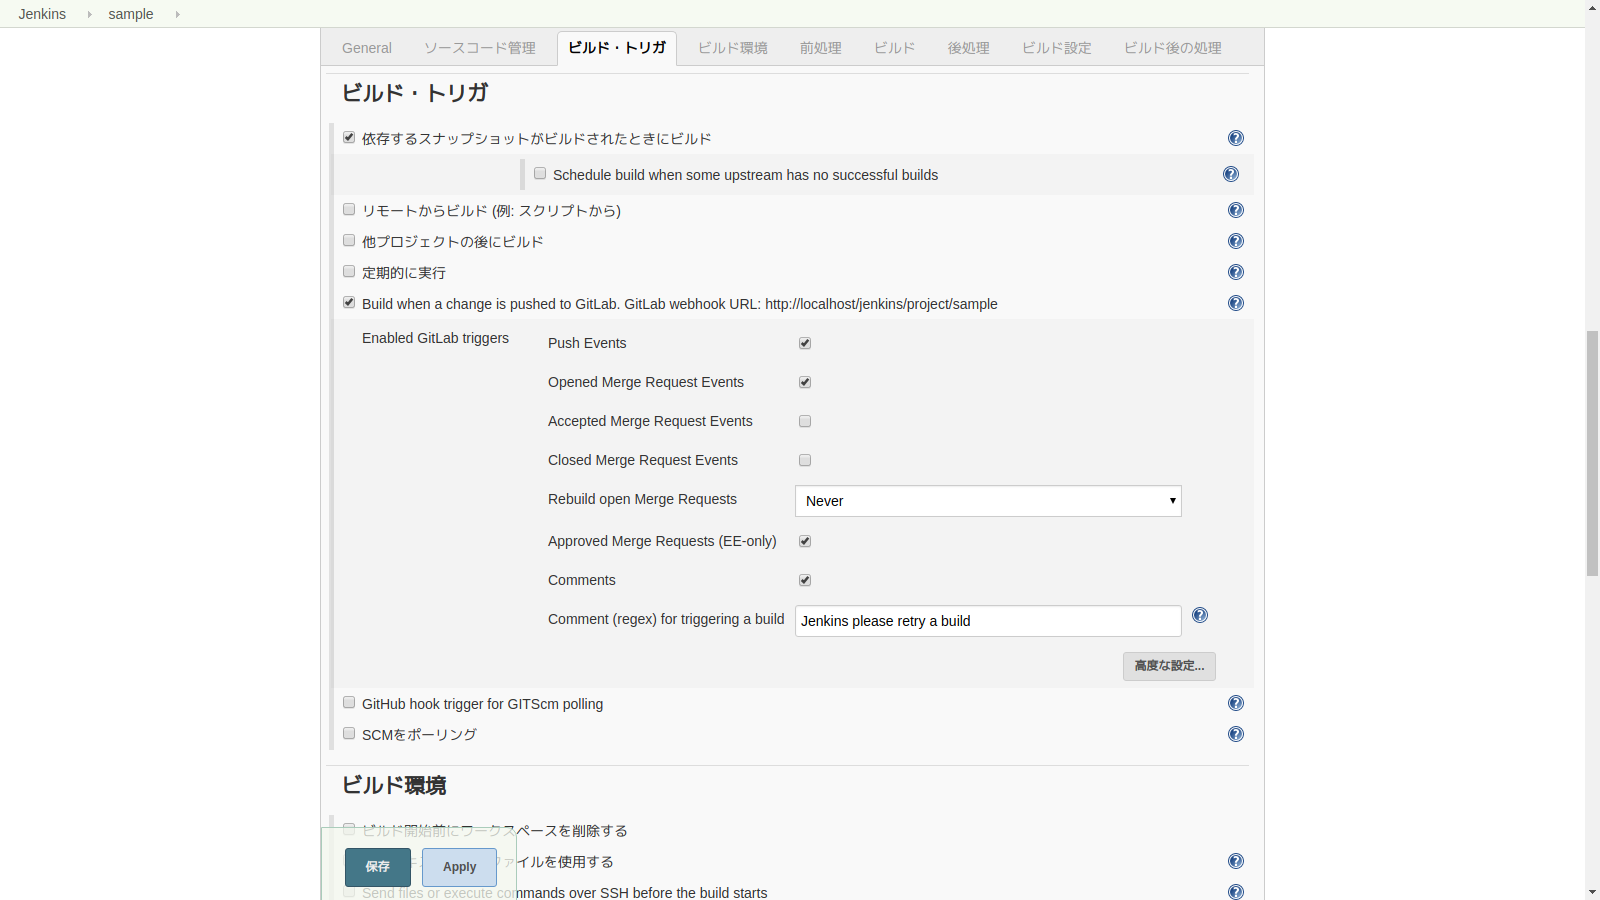 Jenkins sample
General ソースコード管理 ビルド・トリガ ビルド環境 前処理 ビルド 後処理 ビルド設定 ビルド後の処理
ビルド・トリガ
依存するスナップショットがビルドされたときにビルド
Schedule build when some upstream has no successful builds
リモートからビルド (例: スクリプトから)
他プロジェクトの後にビルド
定期的に実行
Build when a change is pushed to GitLab. GitLab webhook URL: http://localhost/jenkins/project/sample
Enabled GitLab triggers
Push Events
Opened Merge Request Events
Accepted Merge Request Events
Closed Merge Request Events
Rebuild open Merge Requests Never
Approved Merge Requests (EE-only)
Comments
Comment (regex) for triggering a build Jenkins please retry a build
高度な設定...
GitHub hook trigger for GITScm polling
SCMをポーリング
ビルド環境
ビルド開始前にワークスペースを削除する
ファイルを使用する
保存 Apply
Send files or execute commands over SSH before the build starts